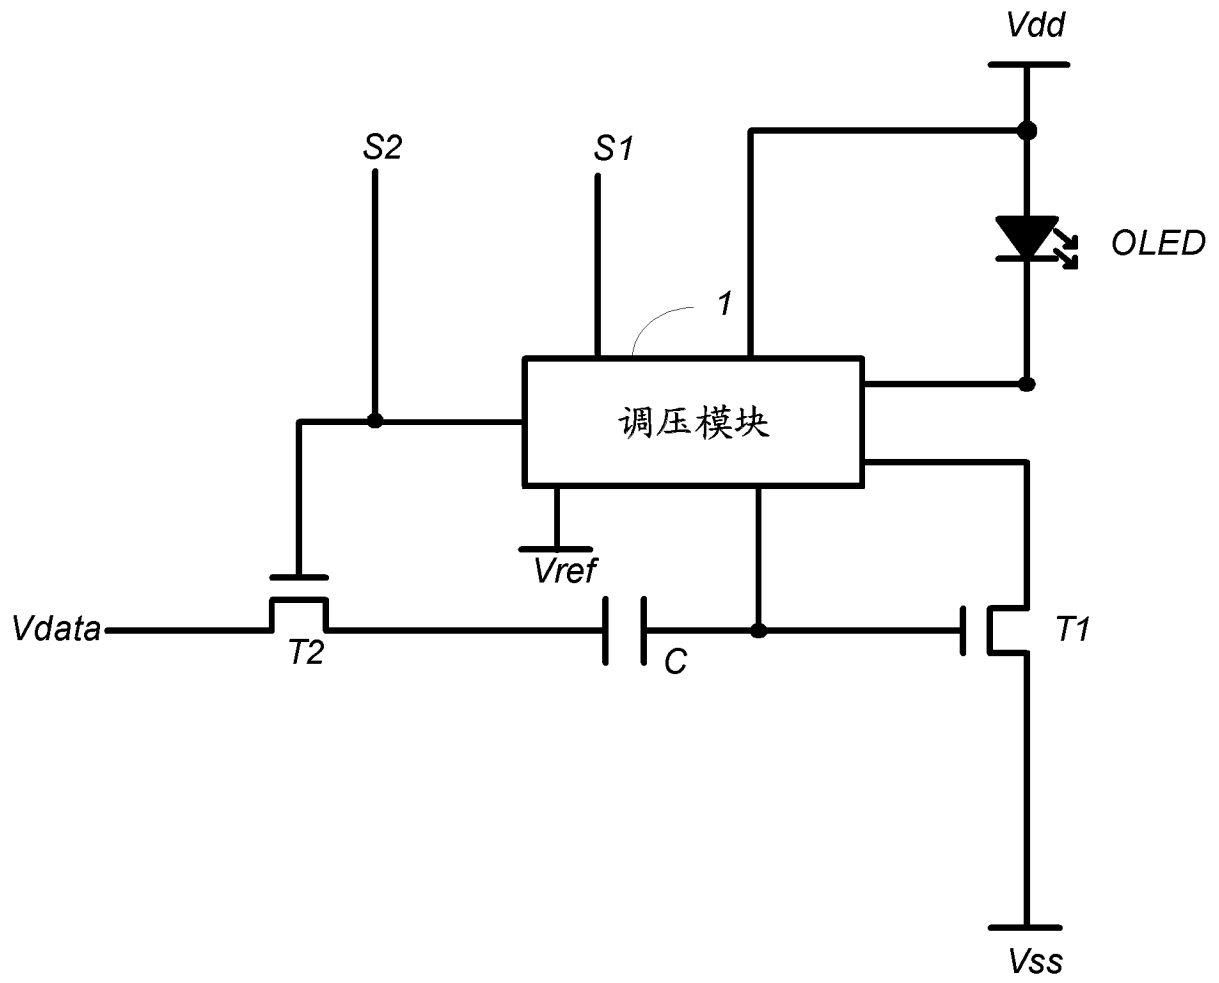 Vdd
S2
S1
OLED
1
调压模块
Vref
Vdata
T2
C
T1
Vss